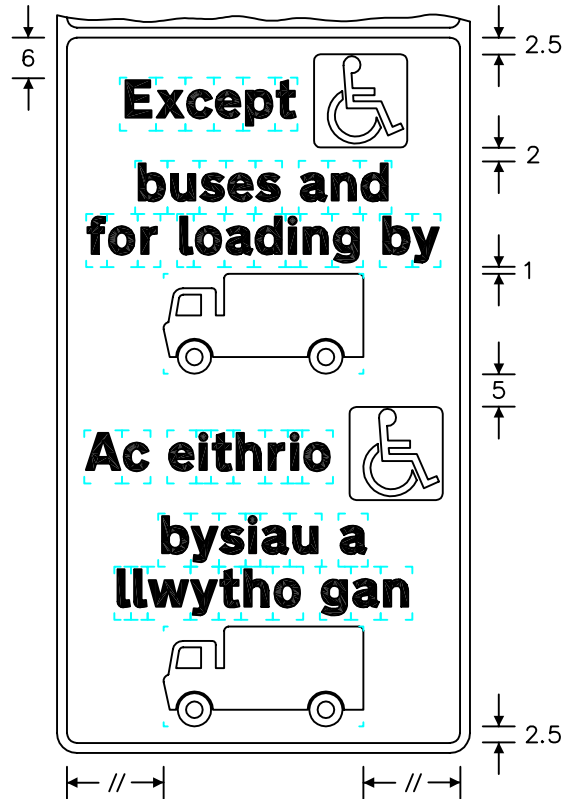 6
2.5
Except
2
buses and
for loading by
1
5
Ac eithrio
bysiau a
llwytho gan
2.5
// //